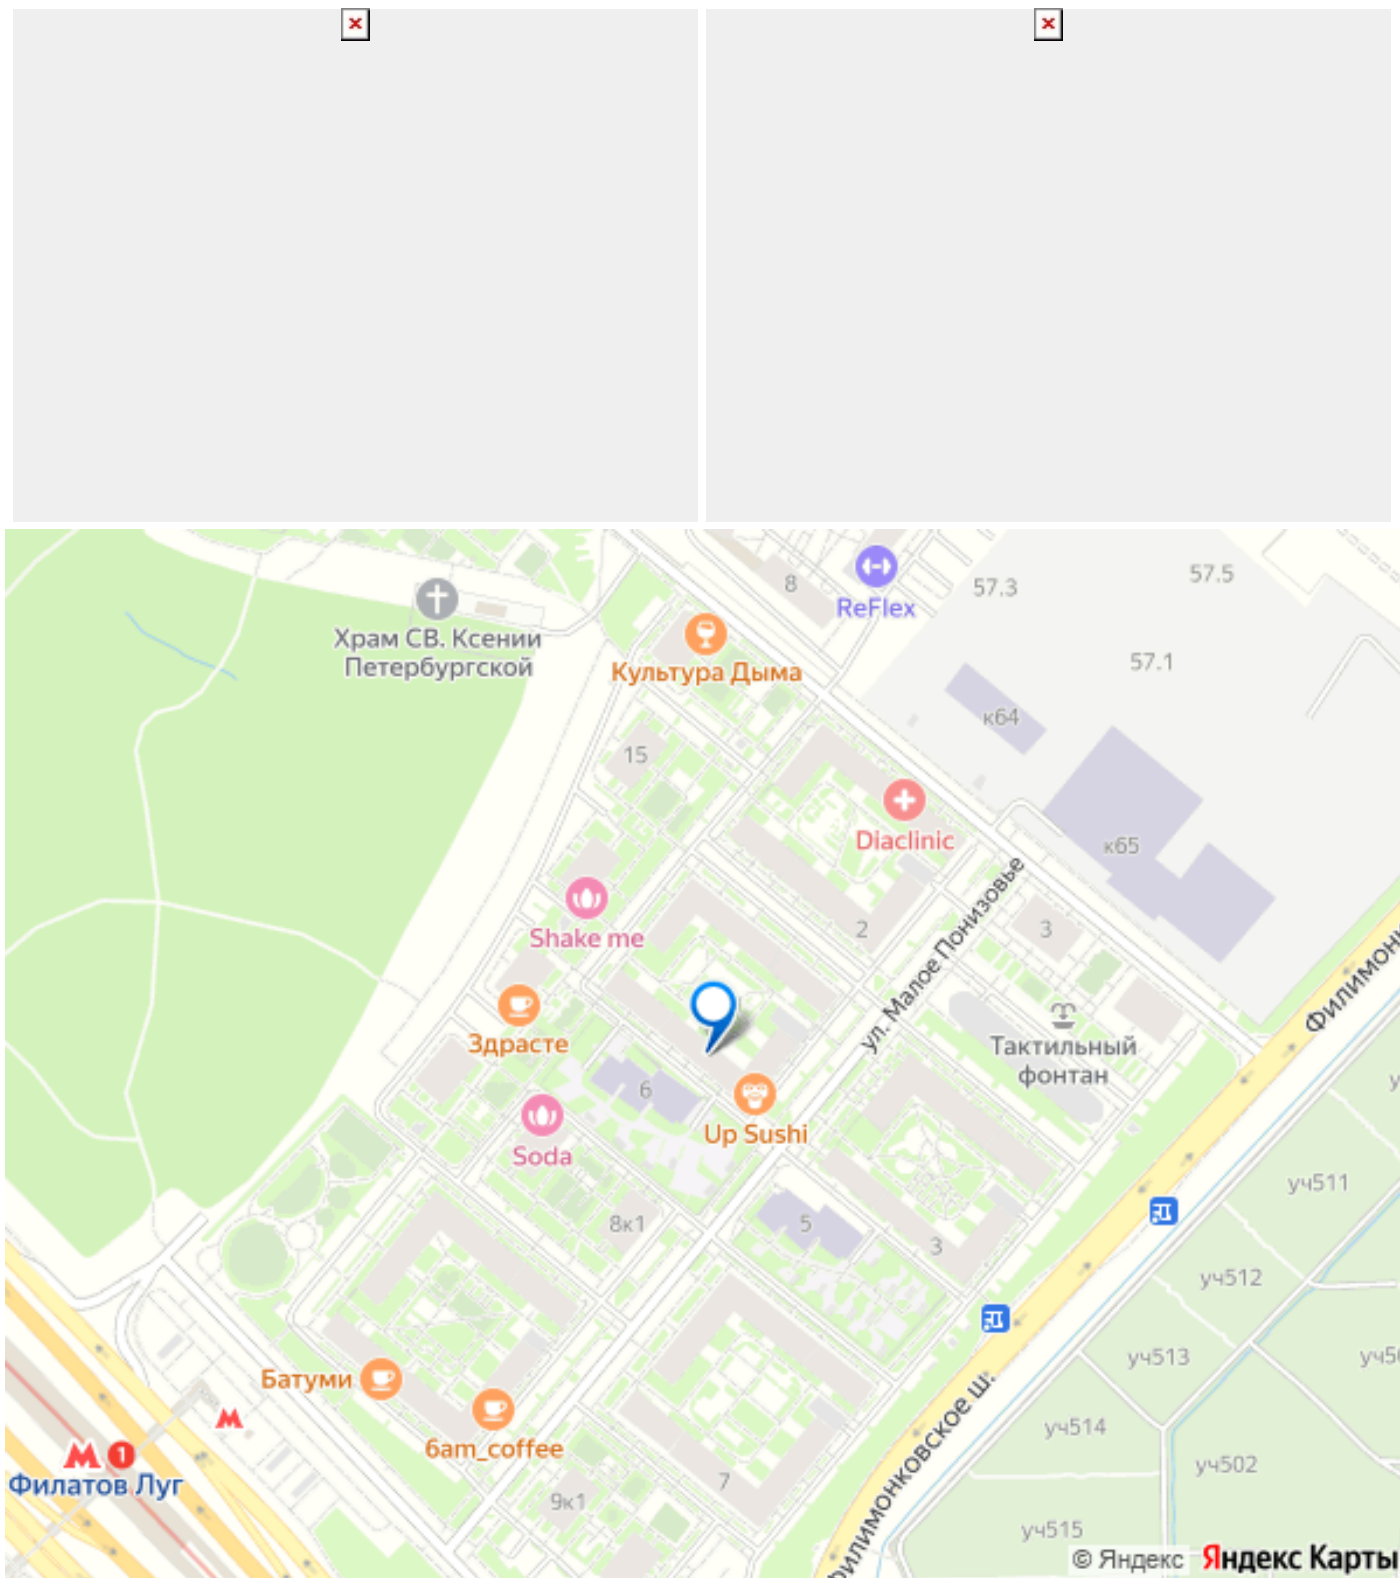 8
ReFlex
57.3
57.5
Храм СВ. Ксении
Петербургской
Культура Дыма
57.1
к64
15
Diaclinic
к65
ул. Малое Понизовье
Shake me
2
3
Здрасте
Тактильный
фонтан
6
Up Sushi
Soda
уч511
8к1
5
3
уч512
Батуми
уч513
6am_coffee
Филимонковское ш.
уч514
М 1
М
Филатов Луг
7
уч502
9к1
уч515
© Яндекс Яндекс Карты